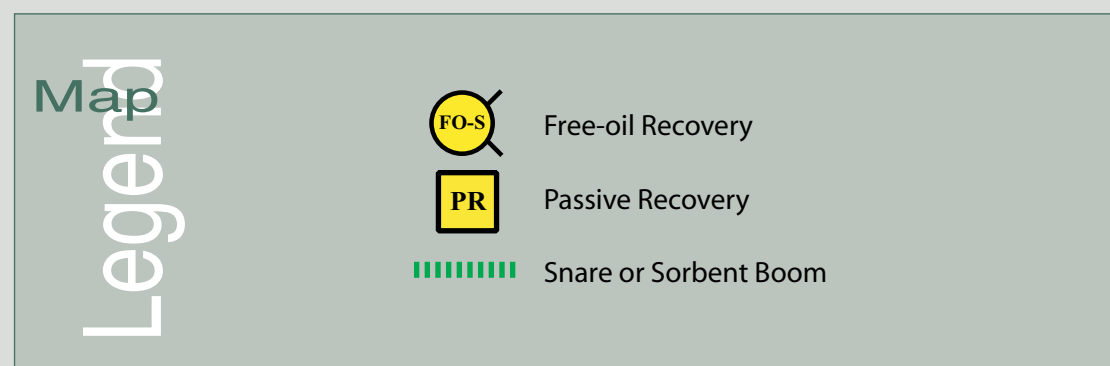 Map
Legend
FO-S Free-oil Recovery
PR Passive Recovery
Snare or Sorbent Boom